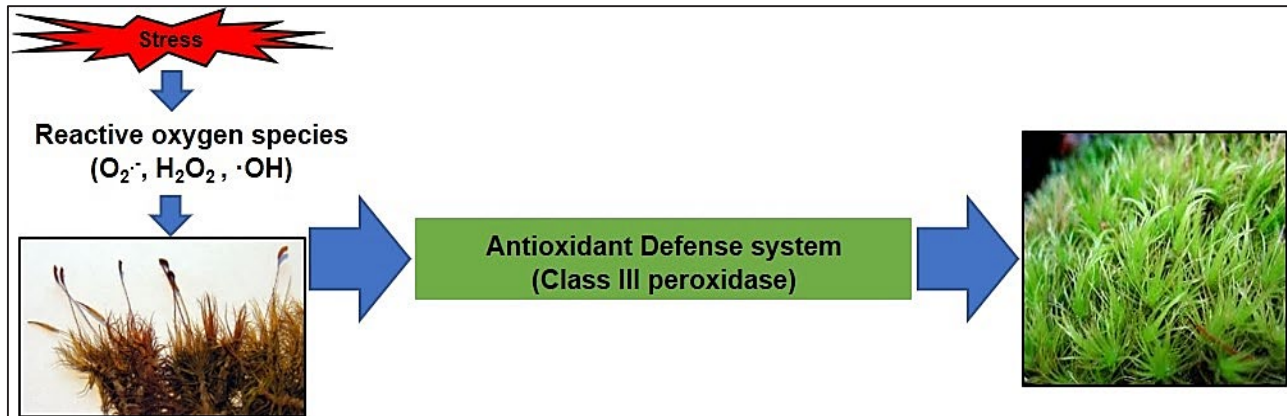 Stress
Reactive oxygen species
(O₂·⁻, H₂O₂ , ·OH)
Antioxidant Defense system
(Class III peroxidase)